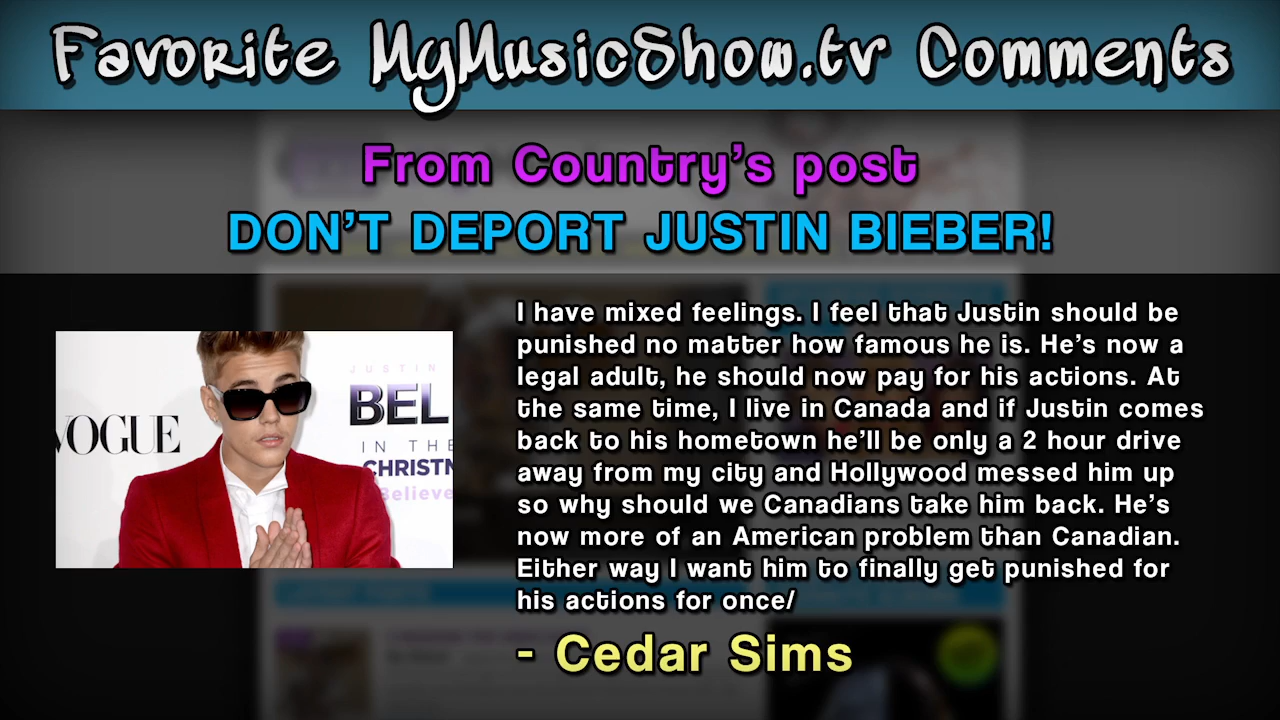 Favorite MyMusicShow.tv Comments
From Country's post
DON'T DEPORT JUSTIN BIEBER!
I have mixed feelings. I feel that Justin should be
punished no matter how famous he is. He's now a
legal adult, he should now pay for his actions. At
the same time, I live in Canada and if Justin comes
back to his hometown he'll be only a 2 hour drive
away from my city and Hollywood messed him up
so why should we Canadians take him back. He's
now more of an American problem than Canadian.
Either way I want him to finally get punished for
his actions for once/
- Cedar Sims
VOGUE
JUSTIN
BEL
IN THE
CHRISTM
#Believe